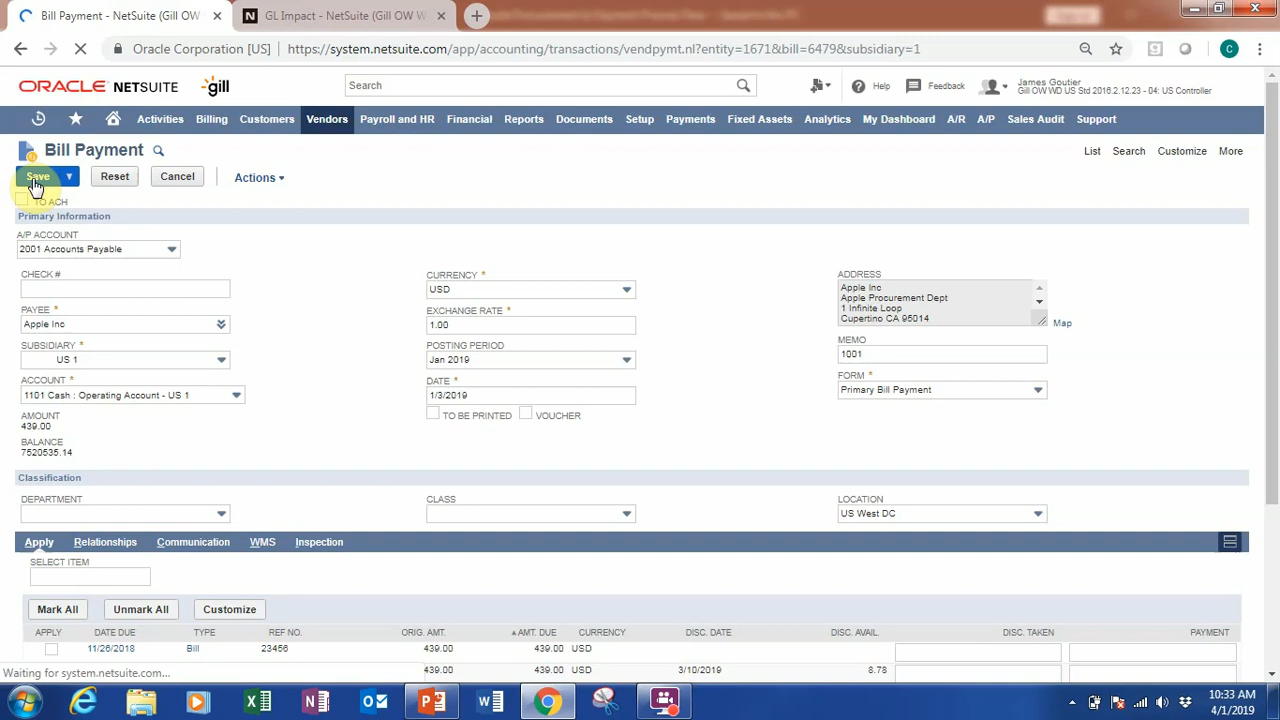 Bill Payment - NetSuite (Gill OW
GL Impact - NetSuite (Gill OW W
Oracle Corporation [US]
https://system.netsuite.com/app/accounting/transactions/vendpymt.nl?entity=1671&bill=6479&subsidiary=1
C
ORACLE NETSUITE
gill
Search
Help
Feedback
James Goutier
Gill OW WD US Std 2016.2.12.23 - 04: US Controller
Activities Billing Customers Vendors Payroll and HR Financial Reports Documents Setup Payments Fixed Assets Analytics My Dashboard A/R A/P Sales Audit Support
Bill Payment
List Search Customize More
Save Reset Cancel Actions
TO ACH
Primary Information
A/P ACCOUNT
2001 Accounts Payable
CHECK #
PAYEE *
Apple Inc
SUBSIDIARY *
US 1
ACCOUNT *
1101 Cash : Operating Account - US 1
AMOUNT
439.00
BALANCE
7520535.14
CURRENCY *
USD
EXCHANGE RATE *
1.00
POSTING PERIOD
Jan 2019
DATE *
1/3/2019
TO BE PRINTED VOUCHER
ADDRESS
Apple Inc
Apple Procurement Dept
1 Infinite Loop
Cupertino CA 95014
Map
MEMO
1001
FORM *
Primary Bill Payment
Classification
DEPARTMENT
CLASS
LOCATION
US West DC
Apply Relationships Communication WMS Inspection
SELECT ITEM
Mark All Unmark All Customize
APPLY DATE DUE TYPE REF NO. ORIG. AMT. ▲AMT. DUE CURRENCY DISC. DATE DISC. AVAIL. DISC. TAKEN PAYMENT
11/26/2018 Bill 23456 439.00 439.00 USD
439.00 439.00 USD 3/10/2019 8.78
Waiting for system.netsuite.com...
10:33 AM
4/1/2019